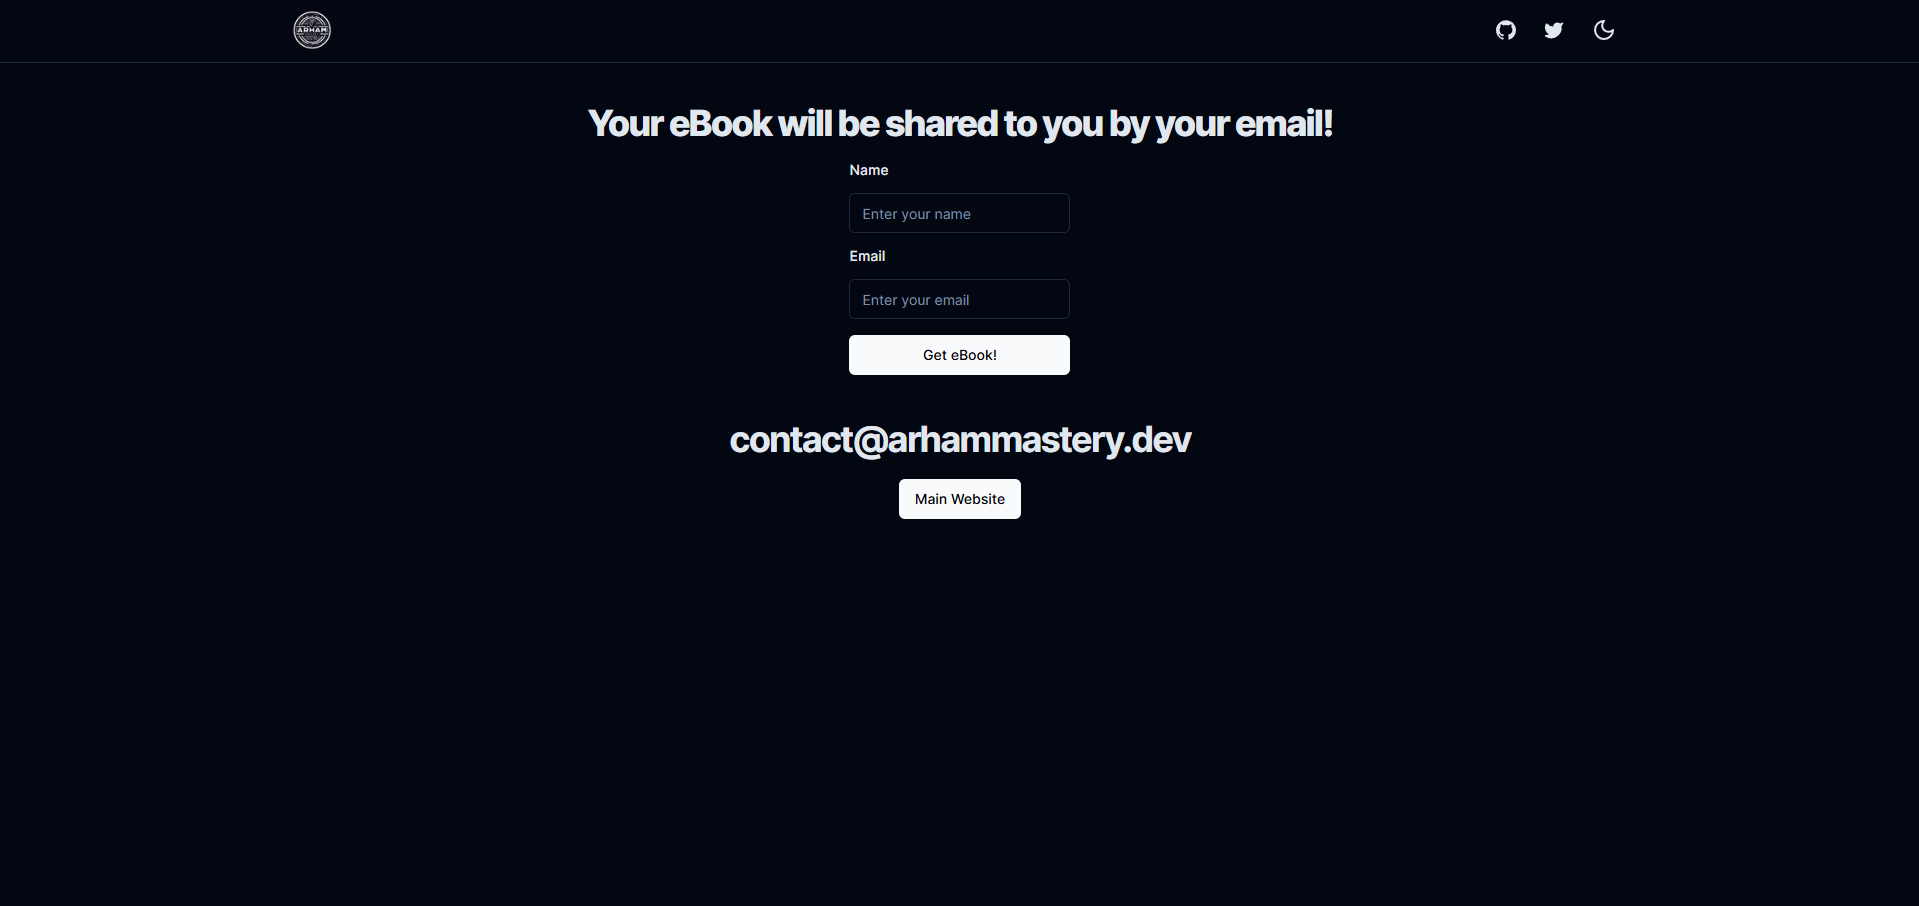 ARHAM
Your eBook will be shared to you by your email!
Name
Enter your name
Email
Enter your email
Get eBook!
contact@arhammastery.dev
Main Website